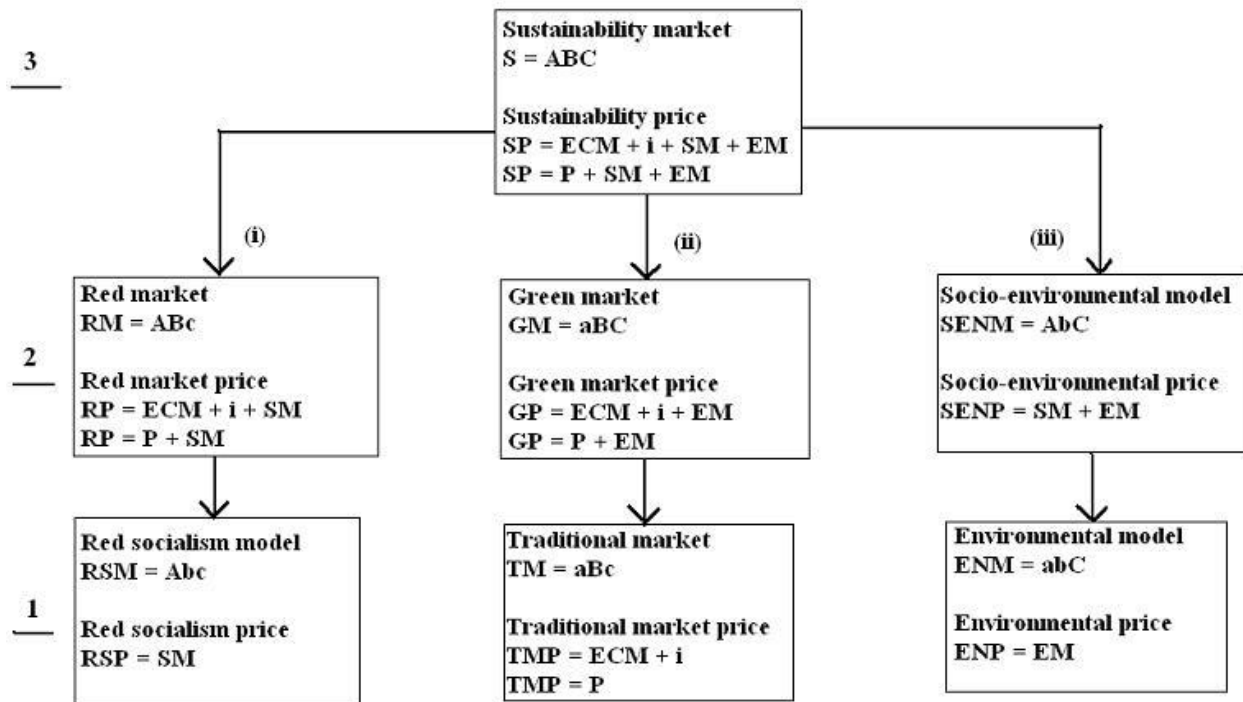 3
Sustainability market
S = ABC
Sustainability price
SP = ECM + i + SM + EM
SP = P + SM + EM
(i)
(ii)
(iii)
2
Red market
RM = ABc
Red market price
RP = ECM + i + SM
RP = P + SM
Green market
GM = aBC
Green market price
GP = ECM + i + EM
GP = P + EM
Socio-environmental model
SENM = AbC
Socio-environmental price
SENP = SM + EM
1
Red socialism model
RSM = Abc
Red socialism price
RSP = SM
Traditional market
TM = aBc
Traditional market price
TMP = ECM + i
TMP = P
Environmental model
ENM = abC
Environmental price
ENP = EM